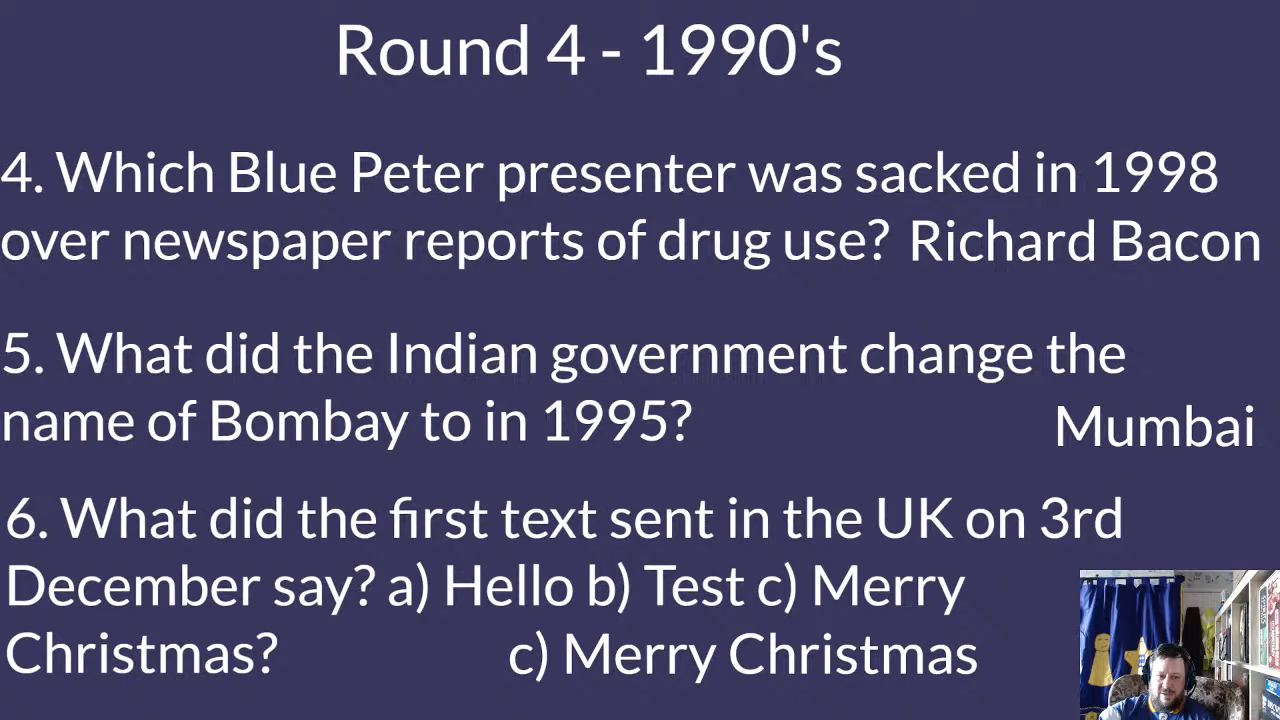 Round 4 - 1990's
4. Which Blue Peter presenter was sacked in 1998
over newspaper reports of drug use? Richard Bacon
5. What did the Indian government change the
name of Bombay to in 1995? Mumbai
6. What did the first text sent in the UK on 3rd
December say? a) Hello b) Test c) Merry
Christmas? c) Merry Christmas